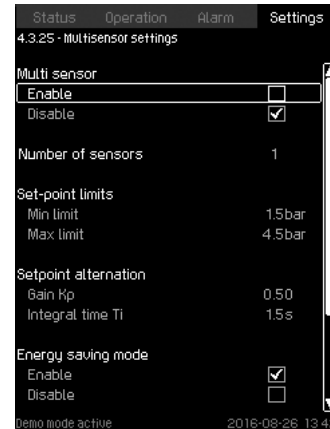 Status Operation Alarm Settings
4.3.25 - Multisensor settings
Multi sensor
Enable
Disable
Number of sensors 1
Set-point limits
Min limit 1.5bar
Max limit 4.5bar
Setpoint alternation
Gain Kp 0.50
Integral time Ti 1.5s
Energy saving mode
Enable
Disable
Demo mode active 2016-08-26 13:4